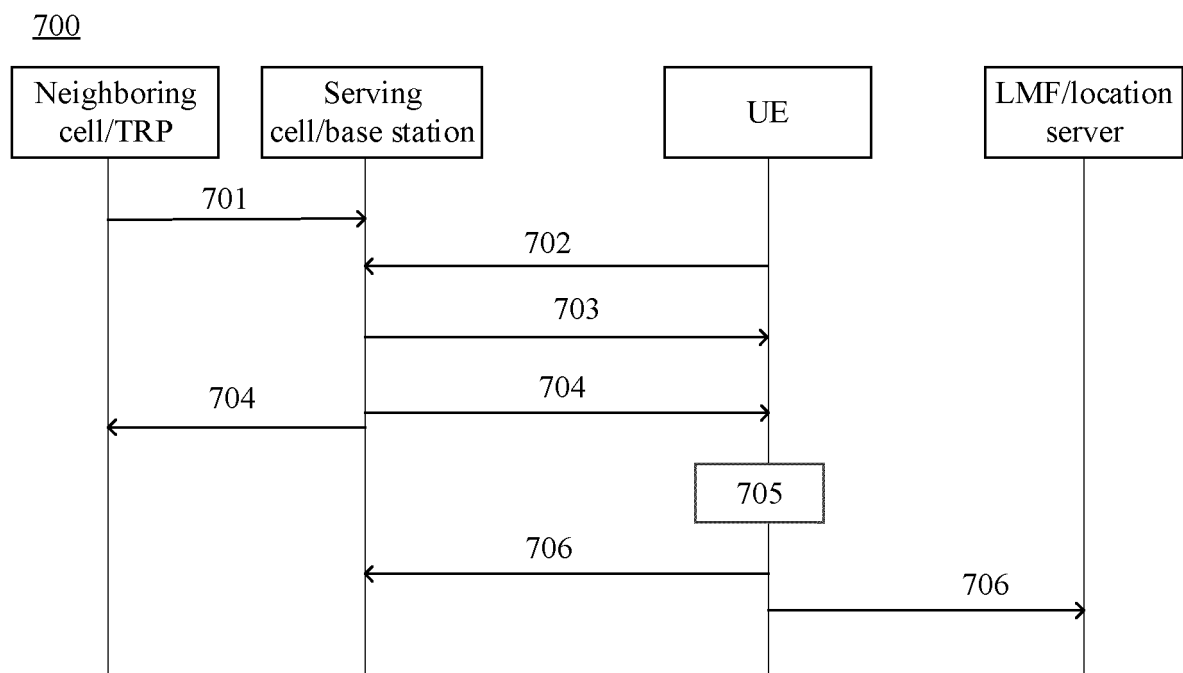 700
Neighboring
cell/TRP
Serving
cell/base station
UE
LMF/location
server
701
702
703
704
704
705
706
706